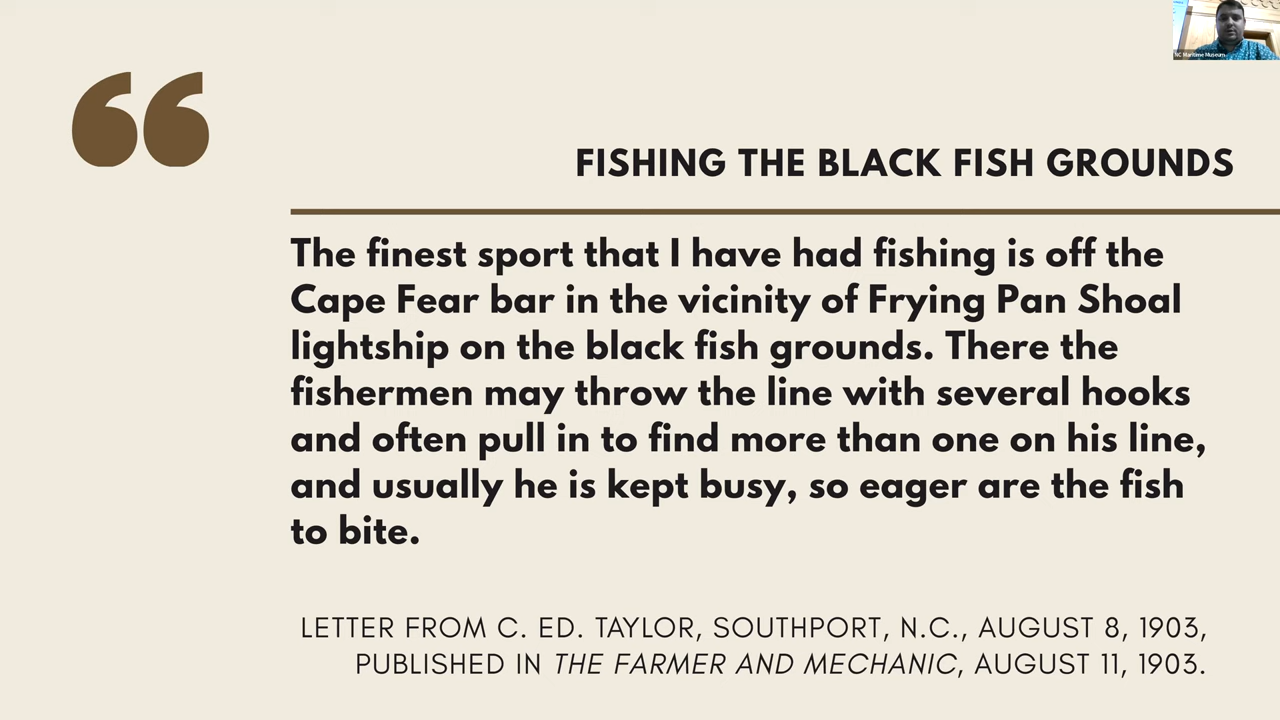 NC Maritime Museum
FISHING THE BLACK FISH GROUNDS
The finest sport that I have had fishing is off the
Cape Fear bar in the vicinity of Frying Pan Shoal
lightship on the black fish grounds. There the
fishermen may throw the line with several hooks
and often pull in to find more than one on his line,
and usually he is kept busy, so eager are the fish
to bite.
LETTER FROM C. ED. TAYLOR, SOUTHPORT, N.C., AUGUST 8, 1903,
PUBLISHED IN THE FARMER AND MECHANIC, AUGUST 11, 1903.